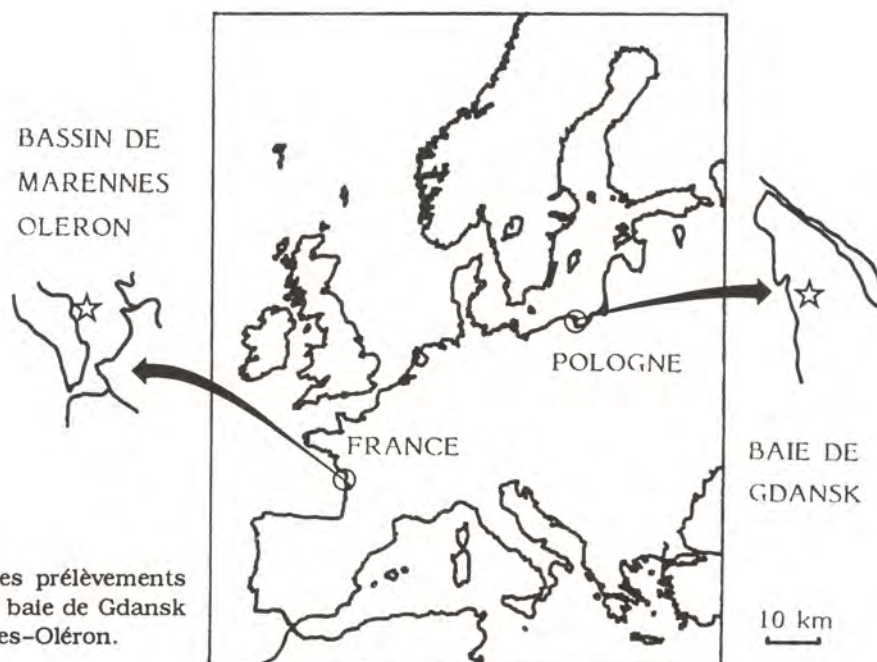 BASSIN DE
MARENNES
OLERON
FRANCE
POLOGNE
BAIE DE
GDANSK
10 km
es prélèvements
baie de Gdansk
es-Oléron.